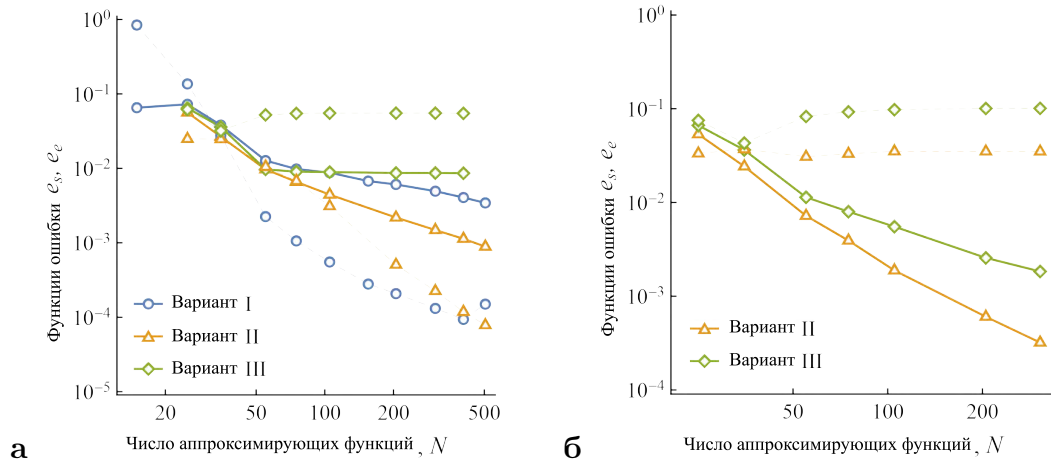 10^0
10^-1
10^-2
10^-3
10^-4
10^-5
Функции ошибки e_s, e_e
Вариант I
Вариант II
Вариант III
20 50 100 200 500
Число аппроксимирующих функций, N
а
10^0
10^-1
10^-2
10^-3
10^-4
Функции ошибки e_s, e_e
Вариант II
Вариант III
50 100 200
Число аппроксимирующих функций, N
б